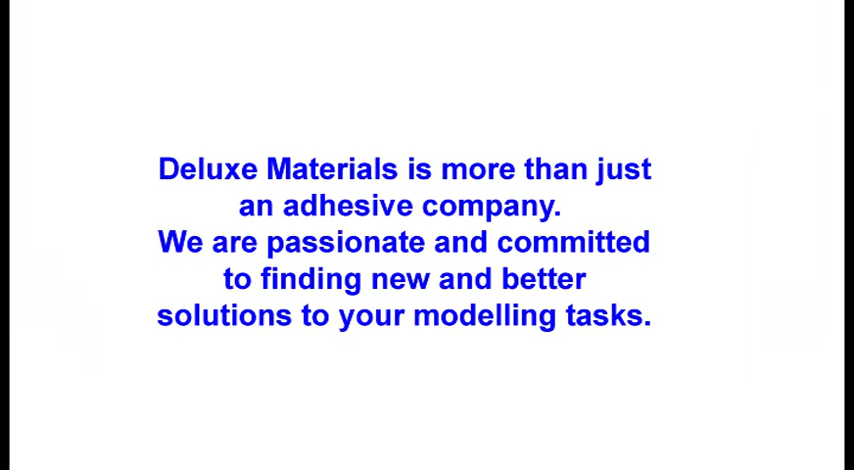 Deluxe Materials is more than just
an adhesive company.
We are passionate and committed
to finding new and better
solutions to your modelling tasks.